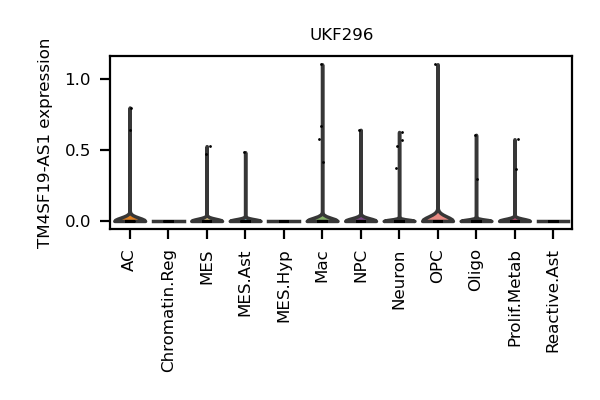 UKF296
TM4SF19-AS1 expression
1.0
0.5
0.0
AC
Chromatin.Reg
MES
MES.Ast
MES.Hyp
Mac
NPC
Neuron
OPC
Oligo
Prolif.Metab
Reactive.Ast